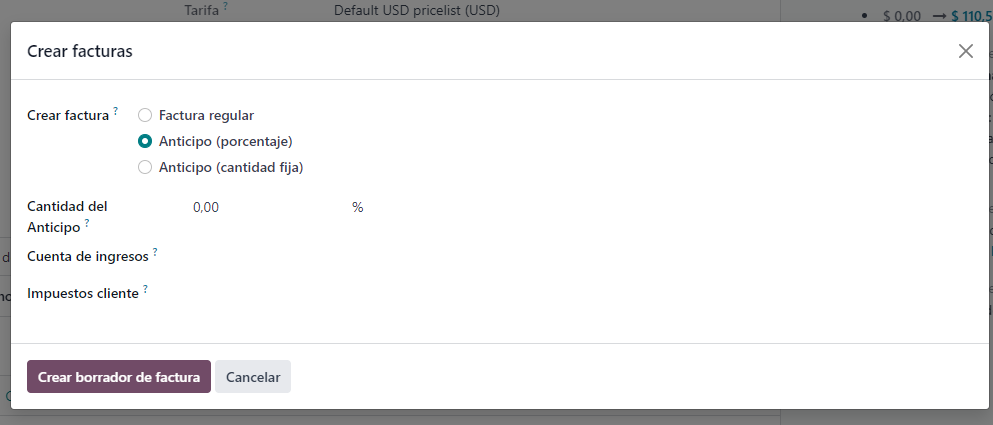 Tarifa ? Default USD pricelist (USD)
$ 0,00 → $ 110,5
Crear facturas
Crear factura ?
Factura regular
Anticipo (porcentaje)
Anticipo (cantidad fija)
Cantidad del
Anticipo ?
0,00 %
Cuenta de ingresos ?
Impuestos cliente ?
Crear borrador de factura
Cancelar